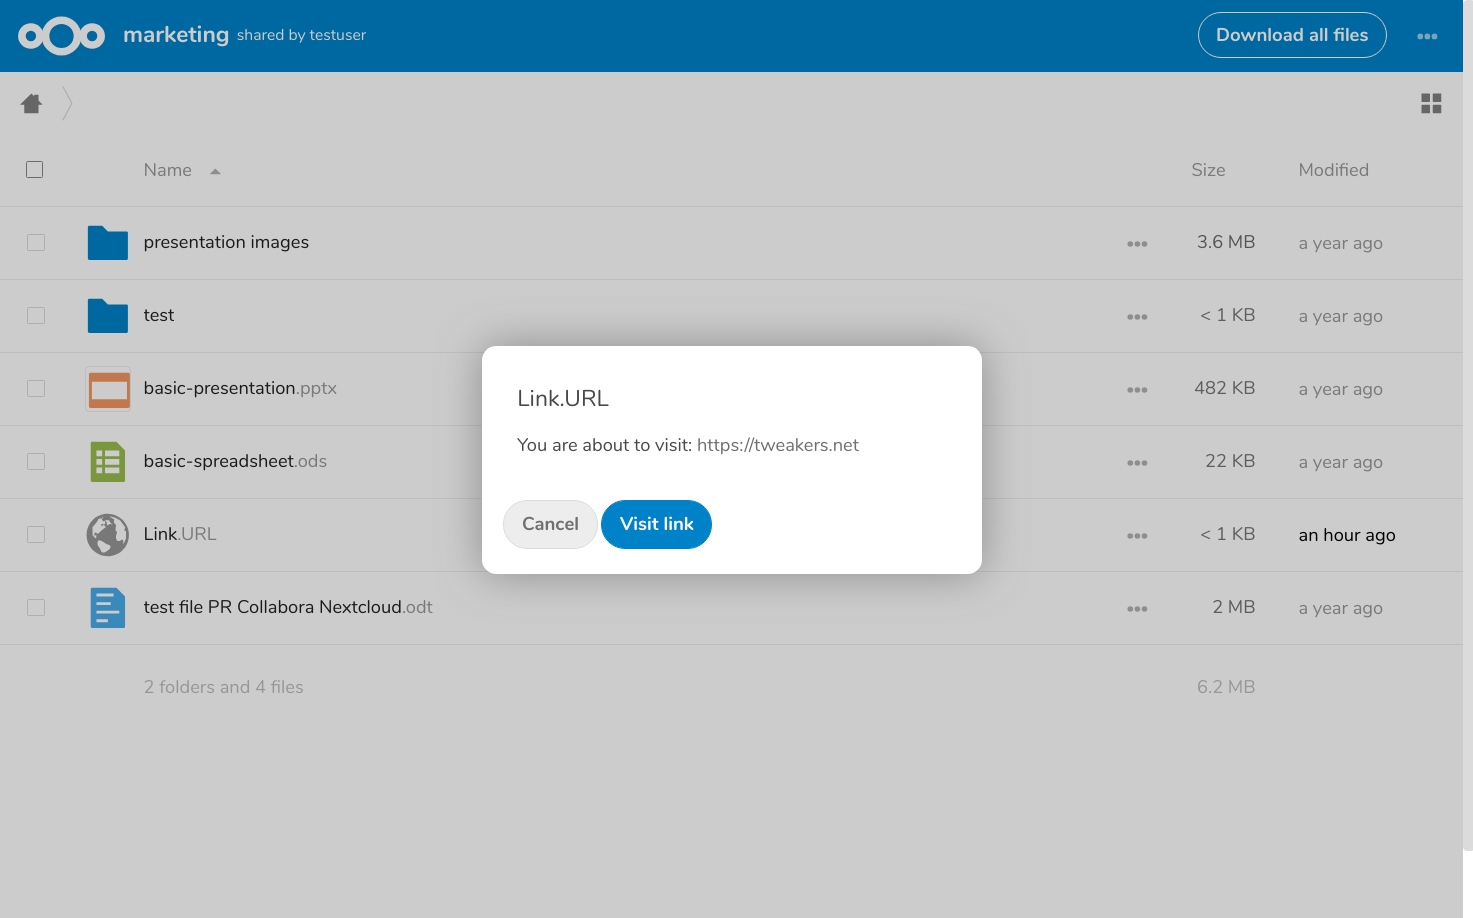 marketing shared by testuser Download all files
Name Size Modified
presentation images 3.6 MB a year ago
test < 1 KB a year ago
basic-presentation.pptx 482 KB a year ago
Link.URL
You are about to visit: https://tweakers.net
Cancel Visit link
basic-spreadsheet.ods 22 KB a year ago
Link.URL < 1 KB an hour ago
test file PR Collabora Nextcloud.odt 2 MB a year ago
2 folders and 4 files 6.2 MB